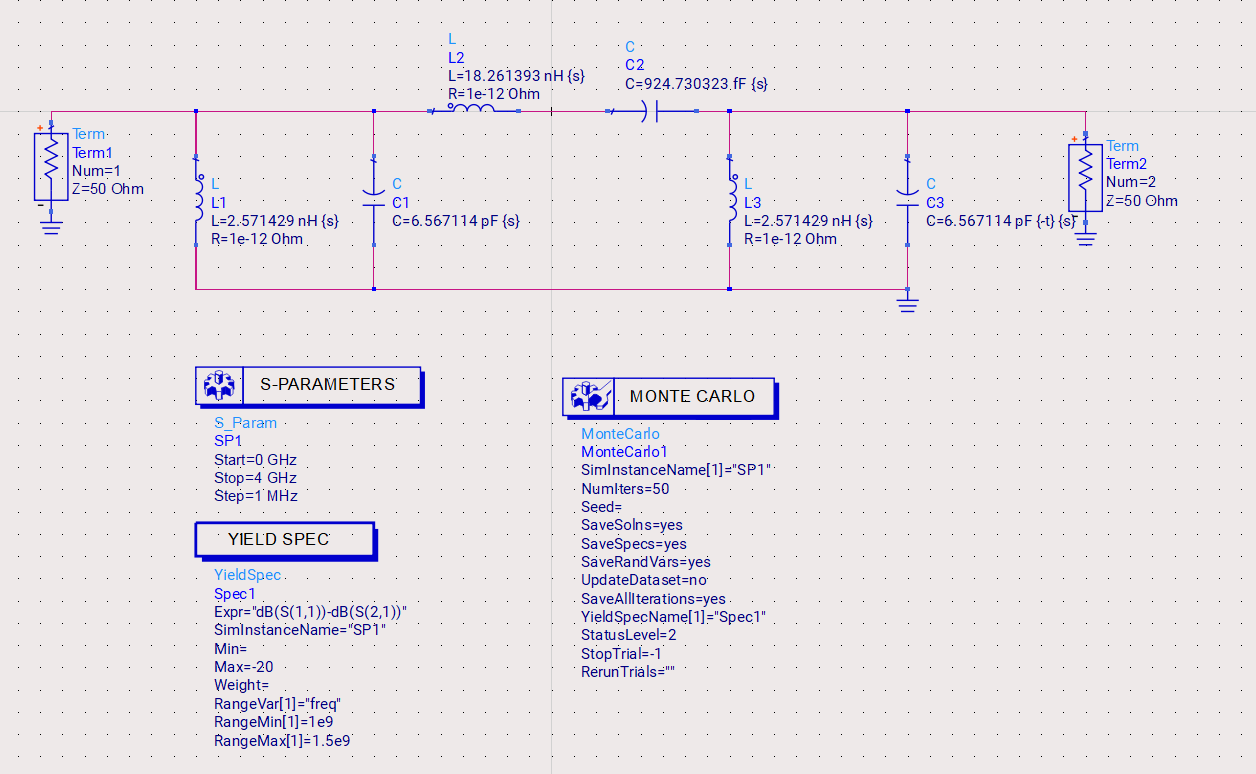 L
L2
L=18.261393 nH {s}
R=1e-12 Ohm
C
C2
C=924.730323 fF {s}
+
Term
Term1
Num=1
Z=50 Ohm
-
L
L1
L=2.571429 nH {s}
R=1e-12 Ohm
C
C1
C=6.567114 pF {s}
L
L3
L=2.571429 nH {s}
R=1e-12 Ohm
C
C3
C=6.567114 pF {-t} {s}
+
Term
Term2
Num=2
Z=50 Ohm
-
S-PARAMETERS
S_Param
SP1
Start=0 GHz
Stop=4 GHz
Step=1 MHz
YIELD SPEC
YieldSpec
Spec1
Expr="dB(S(1,1))-dB(S(2,1))"
SimInstanceName="SP1"
Min=
Max=-20
Weight=
RangeVar[1]="freq"
RangeMin[1]=1e9
RangeMax[1]=1.5e9
MONTE CARLO
MonteCarlo
MonteCarlo1
SimInstanceName[1]="SP1"
NumIters=50
Seed=
SaveSolns=yes
SaveSpecs=yes
SaveRandVars=yes
UpdateDataset=no
SaveAllIterations=yes
YieldSpecName[1]="Spec1"
StatusLevel=2
StopTrial=-1
RerunTrials=""